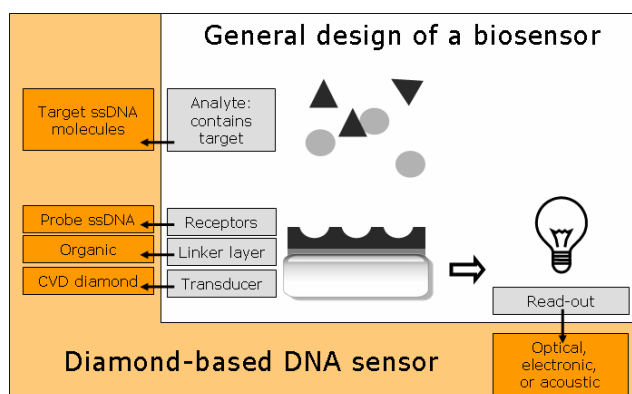 General design of a biosensor
Target ssDNA
molecules
Analyte:
contains
target
Probe ssDNA
Receptors
Organic
Linker layer
CVD diamond
Transducer
Read-out
Diamond-based DNA sensor
Optical,
electronic,
or acoustic